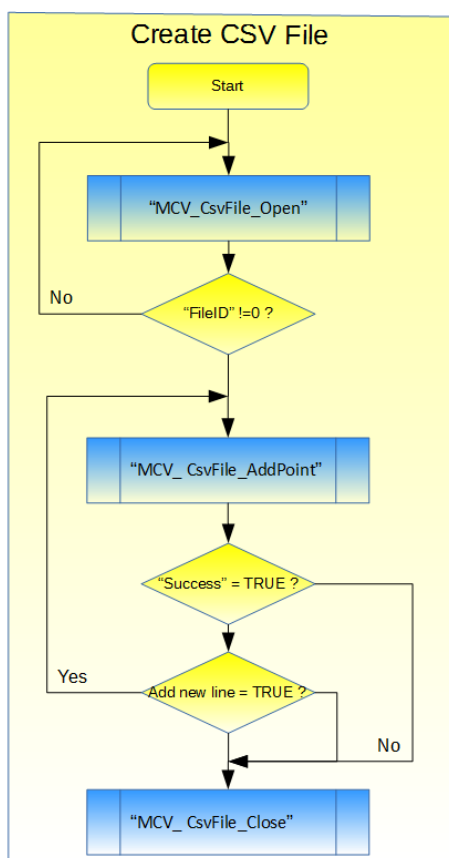 Create CSV File
Start
“MCV_CsvFile_Open”
No
“FileID” !=0 ?
“MCV_ CsvFile_AddPoint”
“Success” = TRUE ?
Yes
Add new line = TRUE ?
No
“MCV_ CsvFile_Close”